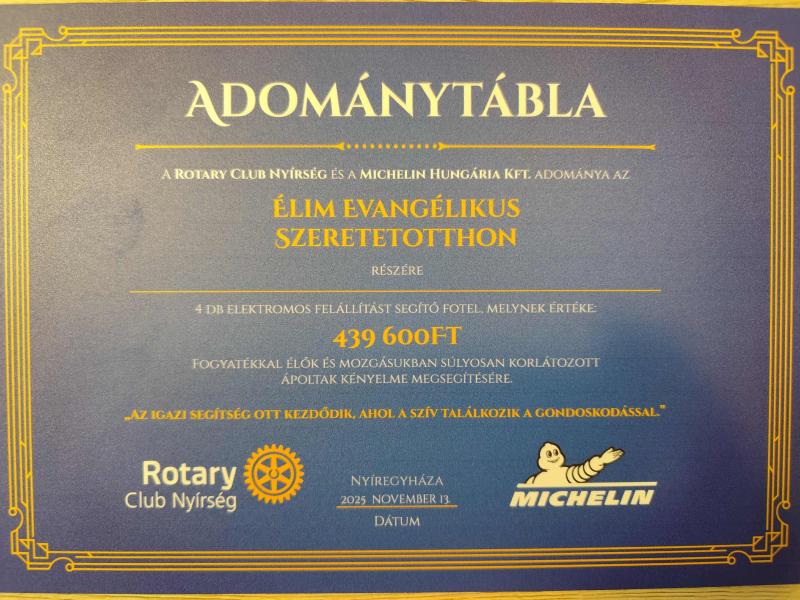 Adománytábla
A Rotary Club Nyírség és a Michelin Hungária Kft. adománya az
Élim Evangélikus
Szeretetotthon
részére
4 db elektromos felállítást segítő fotel, melynek értéke:
439 600Ft
Fogyatékkal élők és mozgásukban súlyosan korlátozott
ápoltak kényelme megsegítésére.
„Az igazi segítség ott kezdődik, ahol a szív találkozik a gondoskodással.”
Rotary
Club Nyírség
Nyíregyháza
2025 November 13.
Dátum
MICHELIN